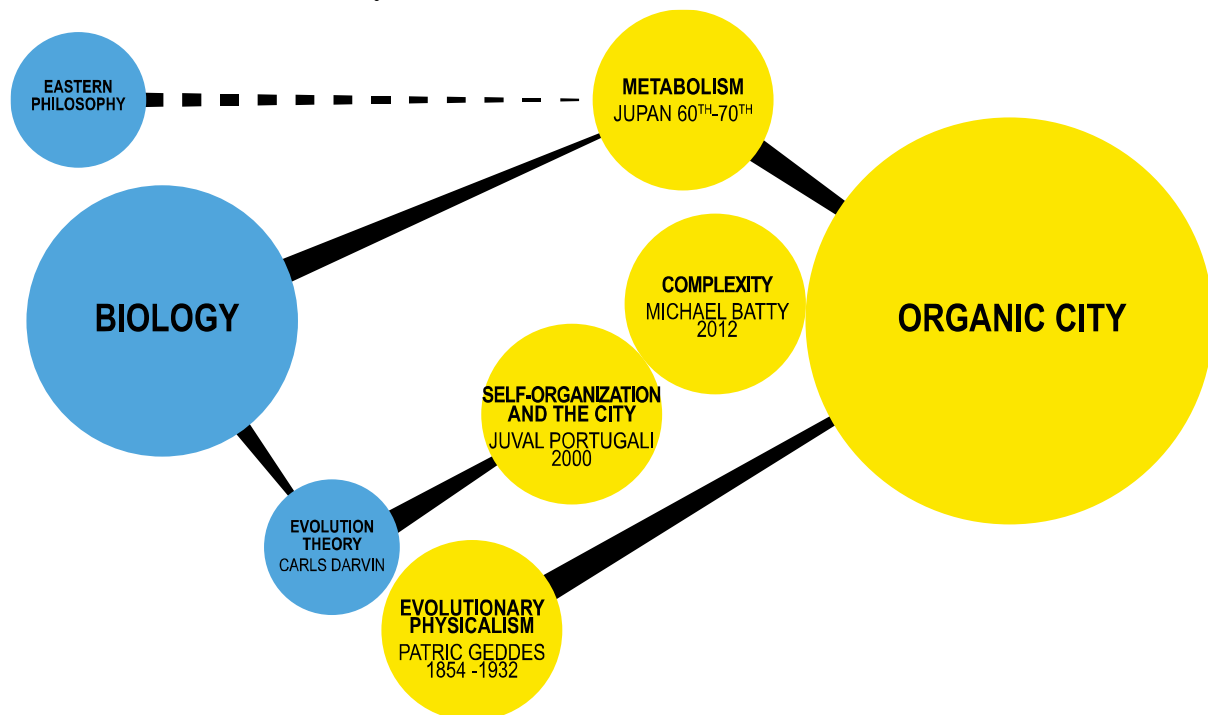 EASTERN
PHILOSOPHY
METABOLISM
JUPAN 60TH-70TH
BIOLOGY
COMPLEXITY
MICHAEL BATTY
2012
ORGANIC CITY
SELF-ORGANIZATION
AND THE CITY
JUVAL PORTUGALI
2000
EVOLUTION
THEORY
CARLS DARVIN
EVOLUTIONARY
PHYSICALISM
PATRIC GEDDES
1854 -1932